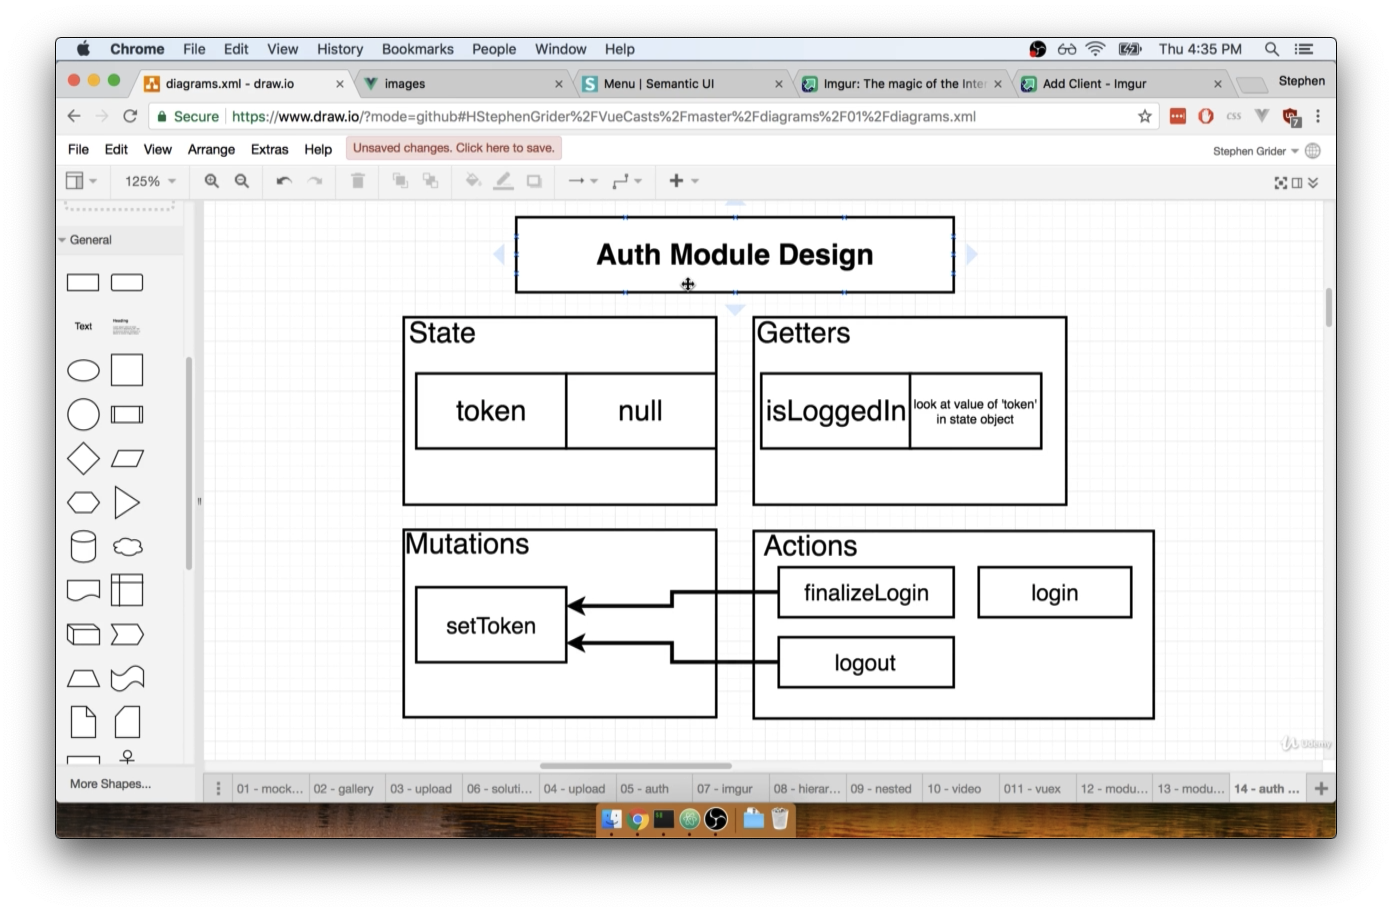 Chrome File Edit View History Bookmarks People Window Help Thu 4:35 PM
diagrams.xml - draw.io images Menu | Semantic UI Imgur: The magic of the Inter Add Client - Imgur Stephen
Secure https://www.draw.io/?mode=github#HStephenGrider%2FVueCasts%2Fmaster%2Fdiagrams%2F01%2Fdiagrams.xml css 7
File Edit View Arrange Extras Help Unsaved changes. Click here to save. Stephen Grider
125%
General
Text Heading
Auth Module Design
State
token null
Getters
isLoggedIn look at value of 'token'
in state object
Mutations
setToken
Actions
finalizeLogin login
logout
Udemy
More Shapes...
01 - mock... 02 - gallery 03 - upload 06 - soluti... 04 - upload 05 - auth 07 - imgur 08 - hierar... 09 - nested 10 - video 011 - vuex 12 - modu... 13 - modu... 14 - auth ...